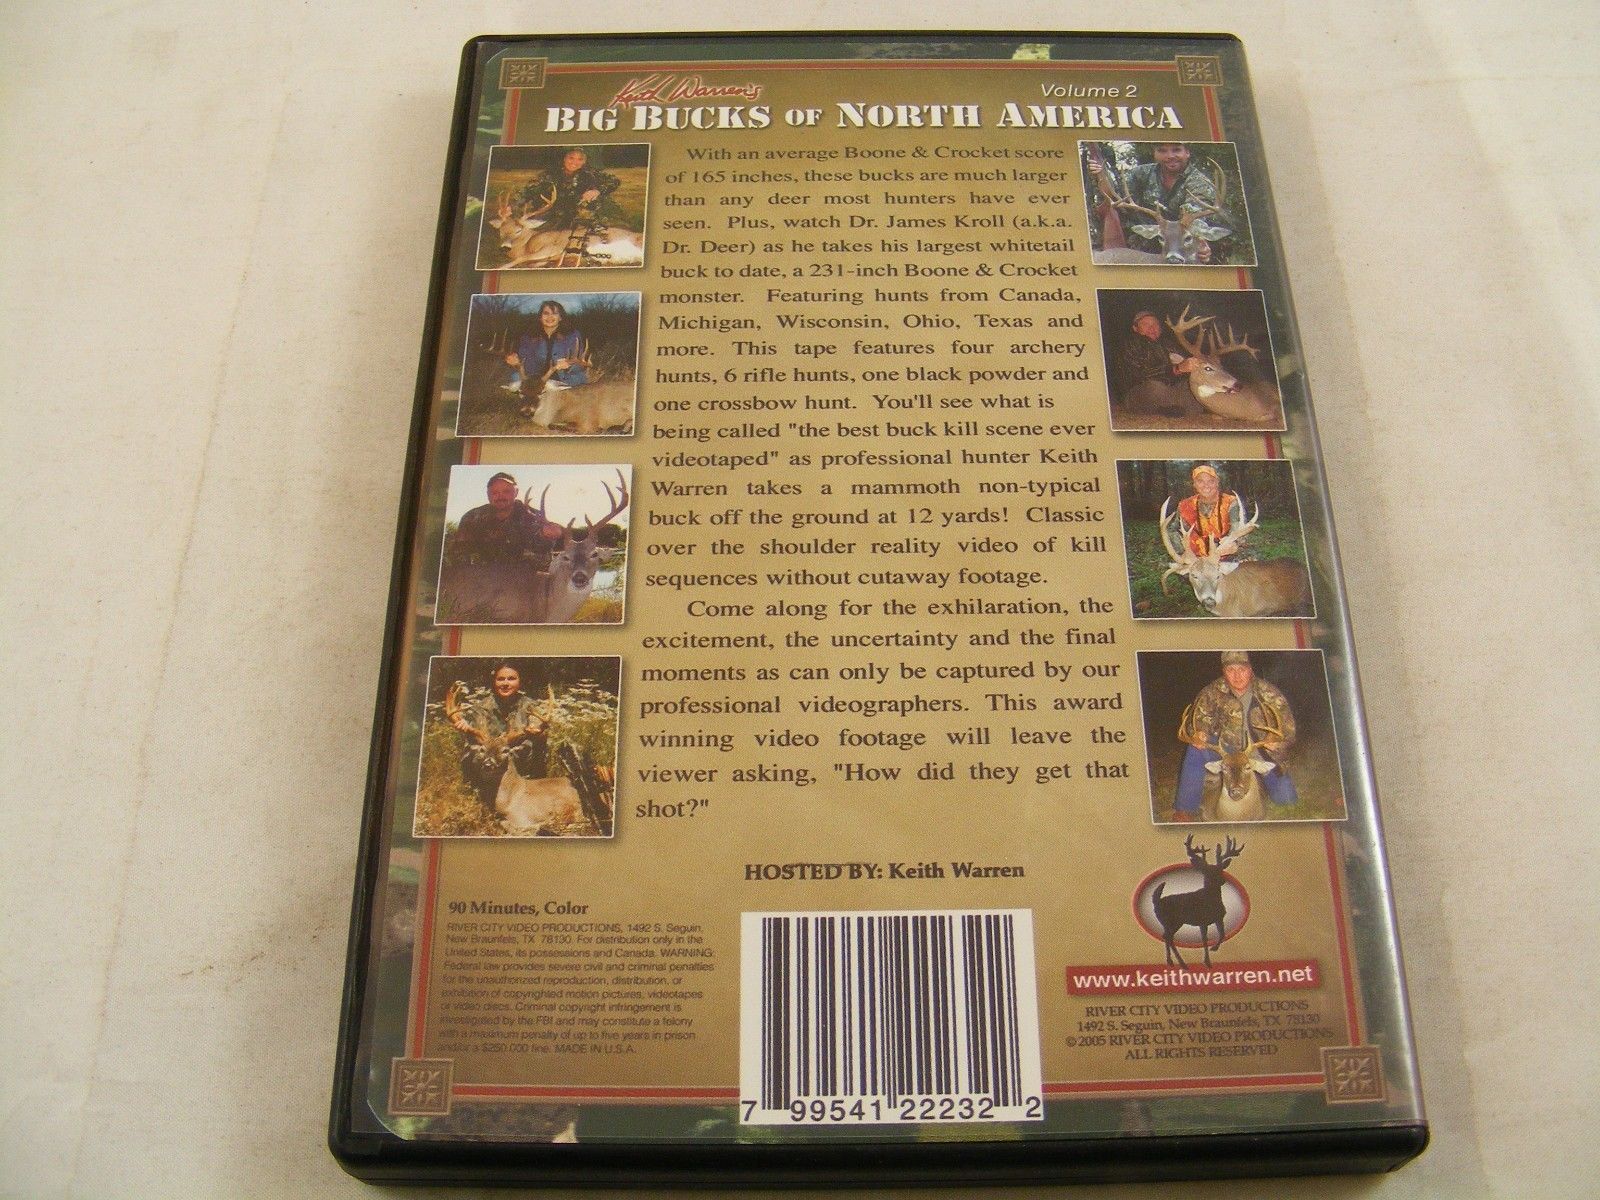 Keith Warren's
Volume 2
BIG BUCKS OF NORTH AMERICA
With an average Boone & Crocket score
of 165 inches, these bucks are much larger
than any deer most hunters have ever
seen. Plus, watch Dr. James Kroll (a.k.a.
Dr. Deer) as he takes his largest whitetail
buck to date, a 231-inch Boone & Crocket
monster. Featuring hunts from Canada,
Michigan, Wisconsin, Ohio, Texas and
more. This tape features four archery
hunts, 6 rifle hunts, one black powder and
one crossbow hunt. You'll see what is
being called "the best buck kill scene ever
videotaped" as professional hunter Keith
Warren takes a mammoth non-typical
buck off the ground at 12 yards! Classic
over the shoulder reality video of kill
sequences without cutaway footage.
Come along for the exhilaration, the
excitement, the uncertainty and the final
moments as can only be captured by our
professional videographers. This award
winning video footage will leave the
viewer asking, "How did they get that
shot?"
HOSTED BY: Keith Warren
90 Minutes, Color
RIVER CITY VIDEO PRODUCTIONS, 1492 S. Seguin,
New Braunfels, TX 78130. For distribution only in the
United States, its possessions and Canada. WARNING:
Federal law provides severe civil and criminal penalties
for the unauthorized reproduction, distribution, or
exhibition of copyrighted motion pictures, videotapes
or video discs. Criminal copyright infringement is
investigated by the FBI and may constitute a felony
with a maximum penalty of up to five years in prison
and/or a $250,000 fine. MADE IN U.S.A.
7 99541 22232 2
www.keithwarren.net
RIVER CITY VIDEO PRODUCTIONS
1492 S. Seguin, New Braunfels, TX 78130
©2005 RIVER CITY VIDEO PRODUCTIONS
ALL RIGHTS RESERVED